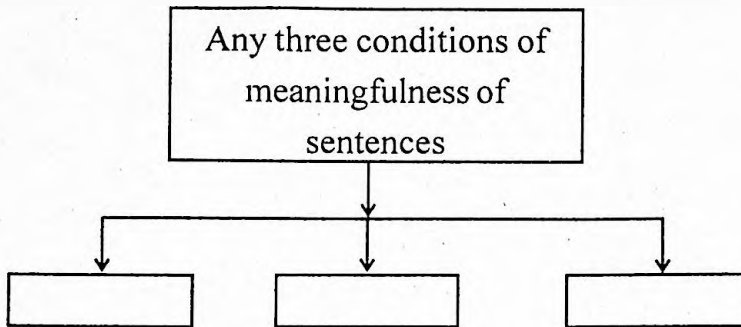 Any three conditions of
meaningfulness of
sentences